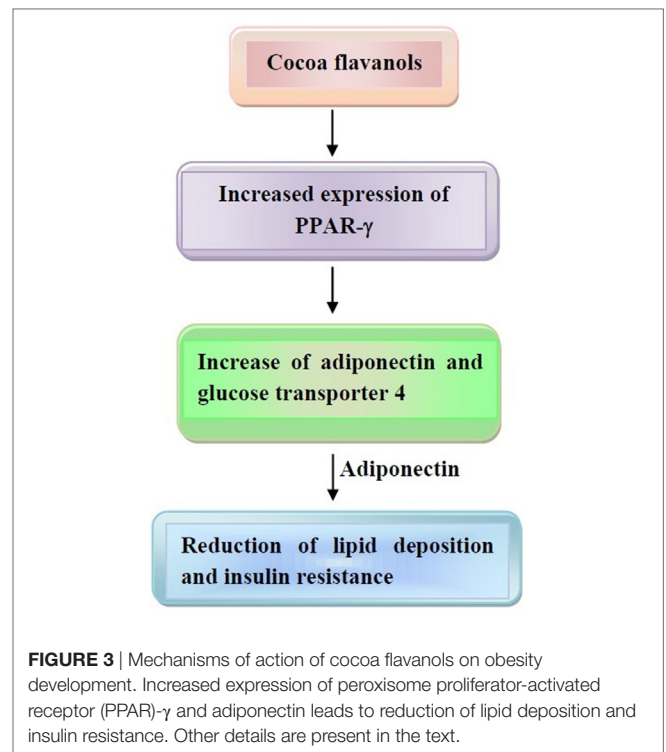 Cocoa flavanols
Increased expression of
PPAR-γ
Increase of adiponectin and
glucose transporter 4
Adiponectin
Reduction of lipid deposition
and insulin resistance
FIGURE 3 | Mechanisms of action of cocoa flavanols on obesity
development. Increased expression of peroxisome proliferator-activated
receptor (PPAR)-γ and adiponectin leads to reduction of lipid deposition and
insulin resistance. Other details are present in the text.